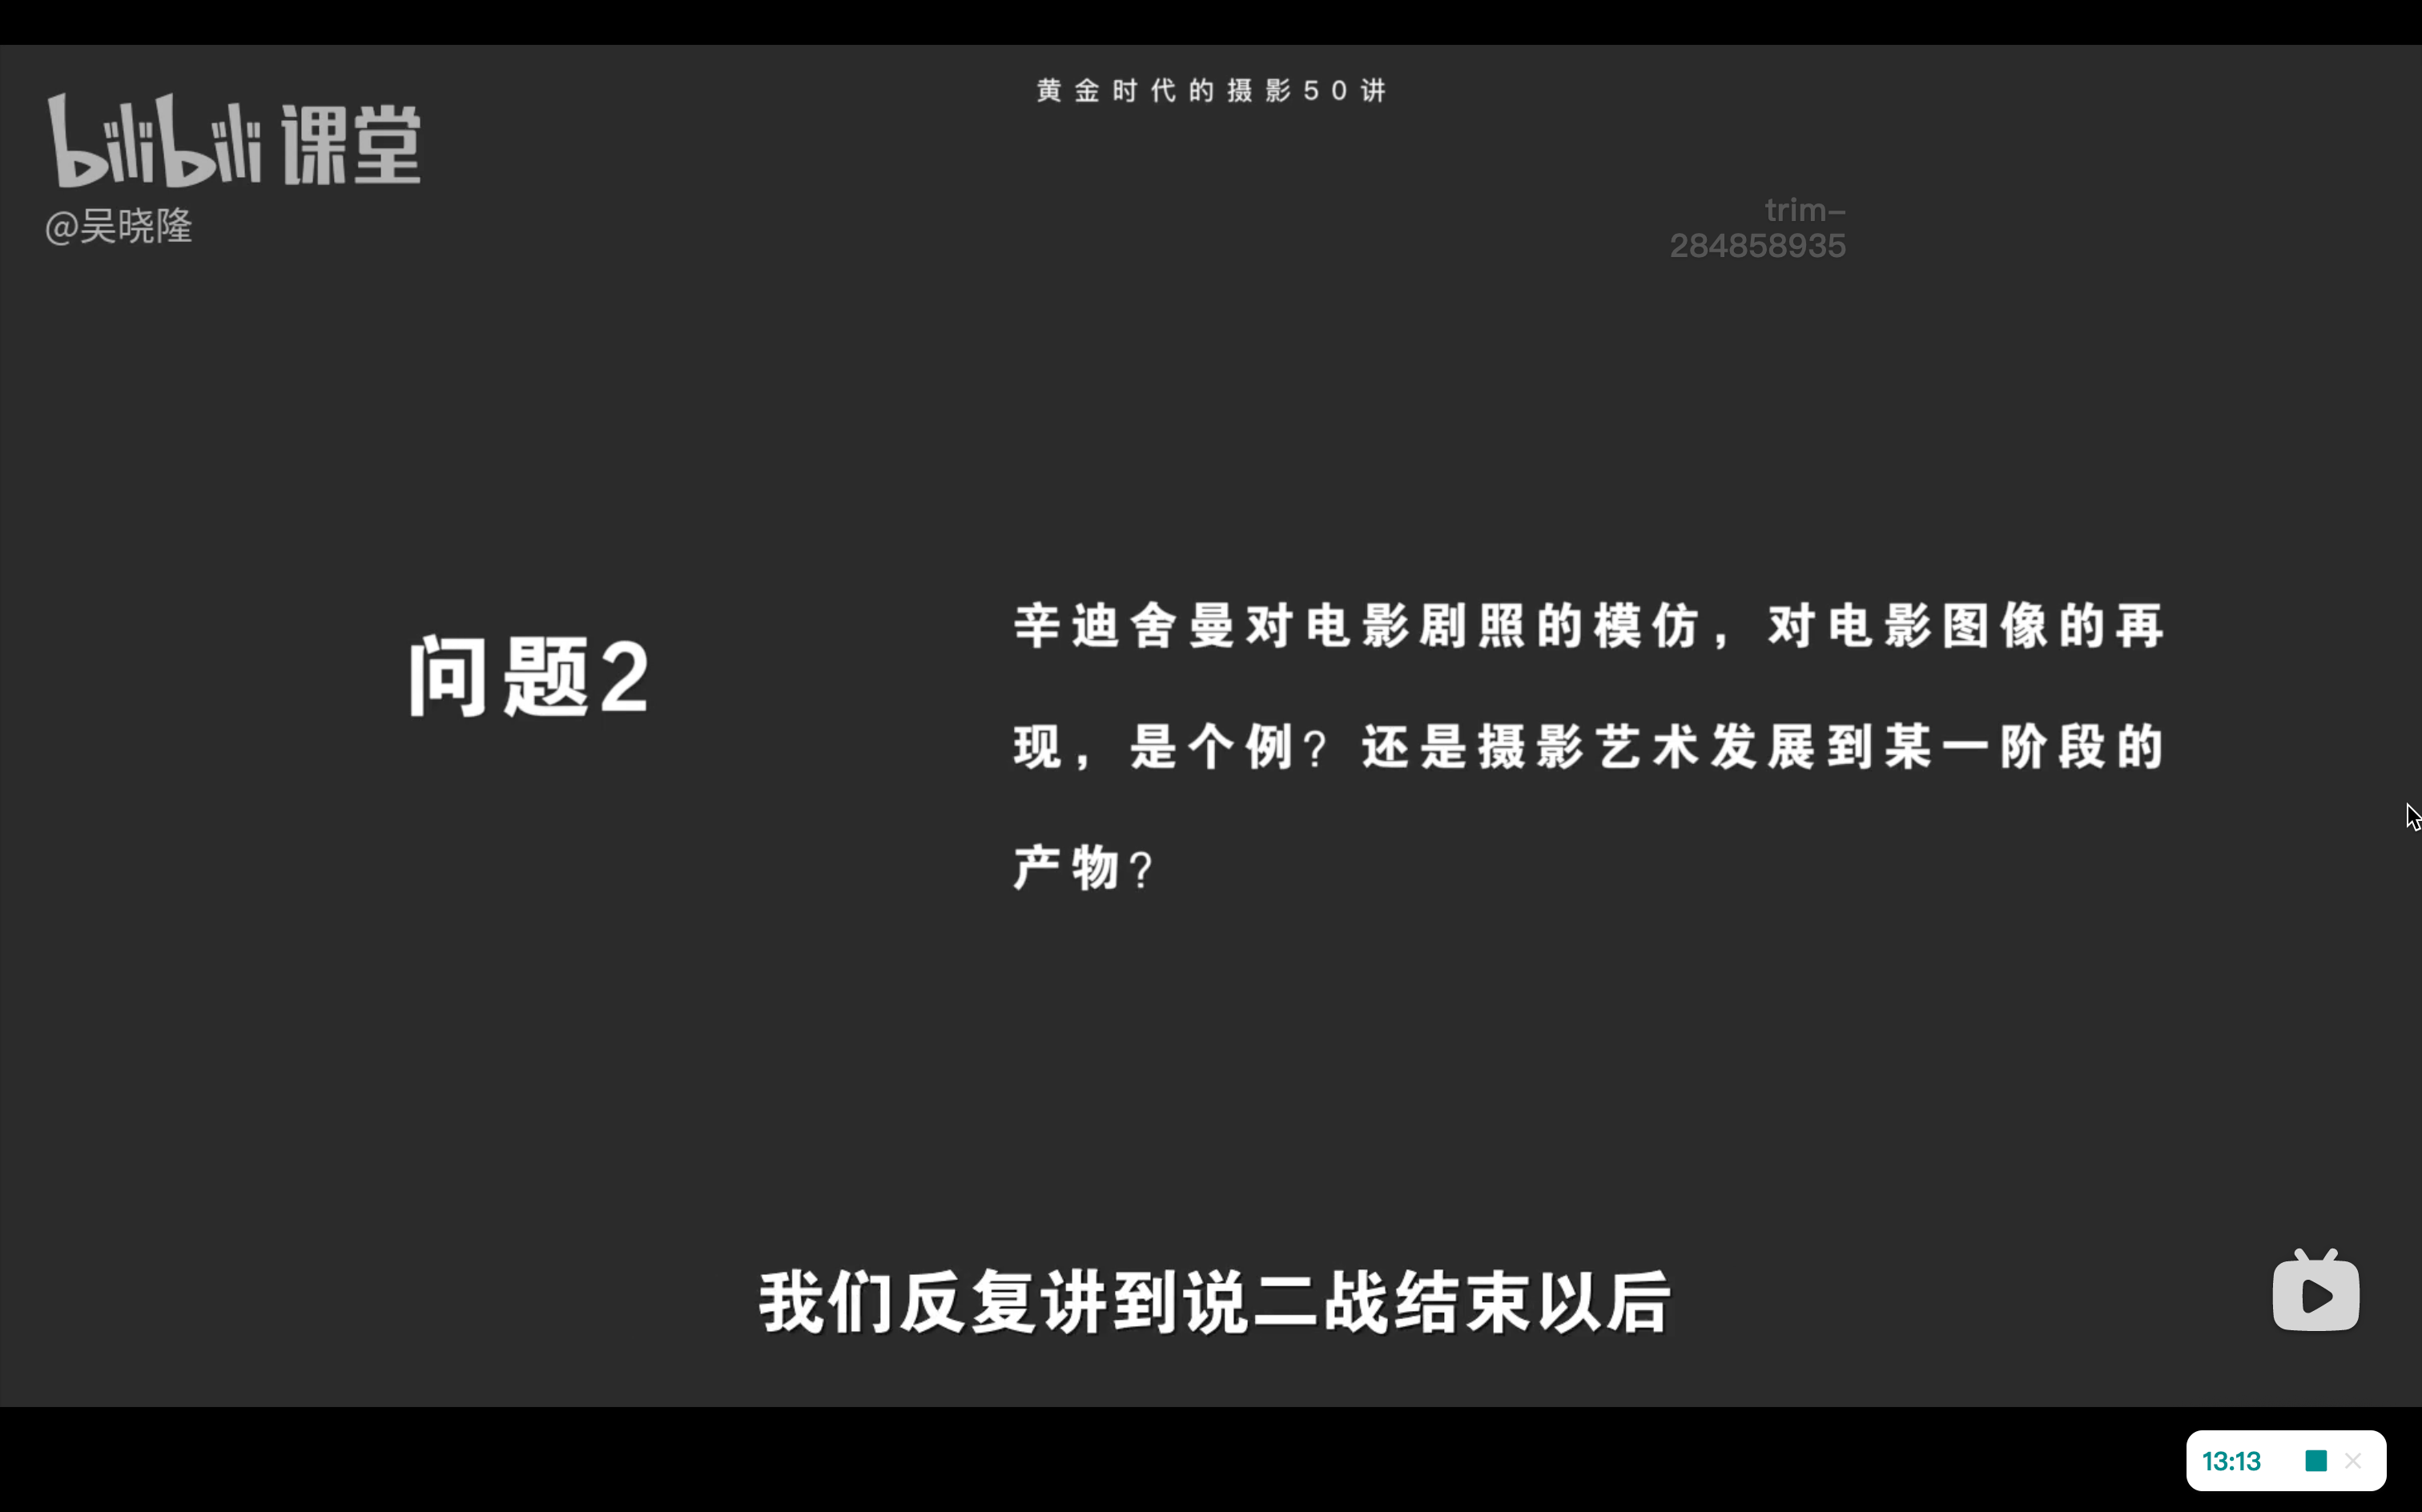 黄金时代的摄影50讲
bilibili课堂
@吴晓隆
trim-
284858935
问题2
辛迪舍曼对电影剧照的模仿，对电影图像的再
现，是个例？还是摄影艺术发展到某一阶段的
产物？
我们反复讲到说二战结束以后
13:13